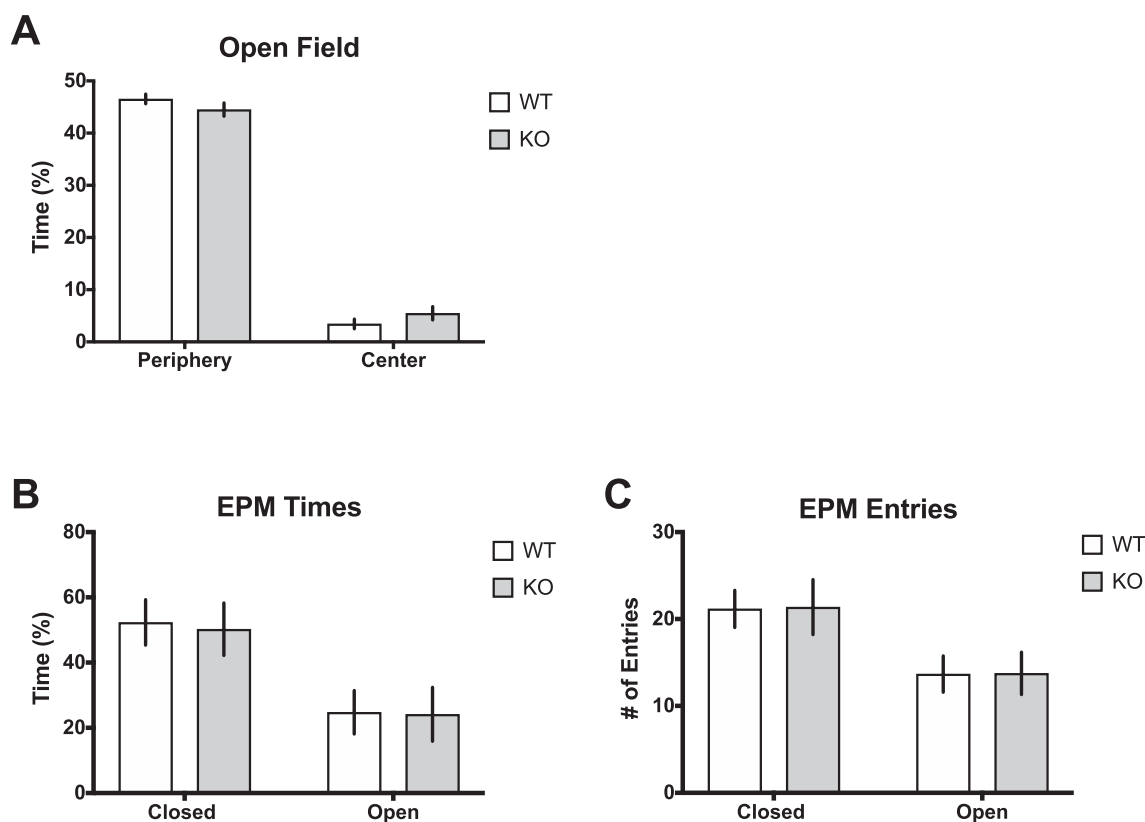 A
Open Field
50
40
30
20
10
0
Time (%)
Periphery
Center
WT
KO
B
EPM Times
80
60
40
20
0
Time (%)
Closed
Open
WT
KO
C
EPM Entries
30
20
10
0
# of Entries
Closed
Open
WT
KO